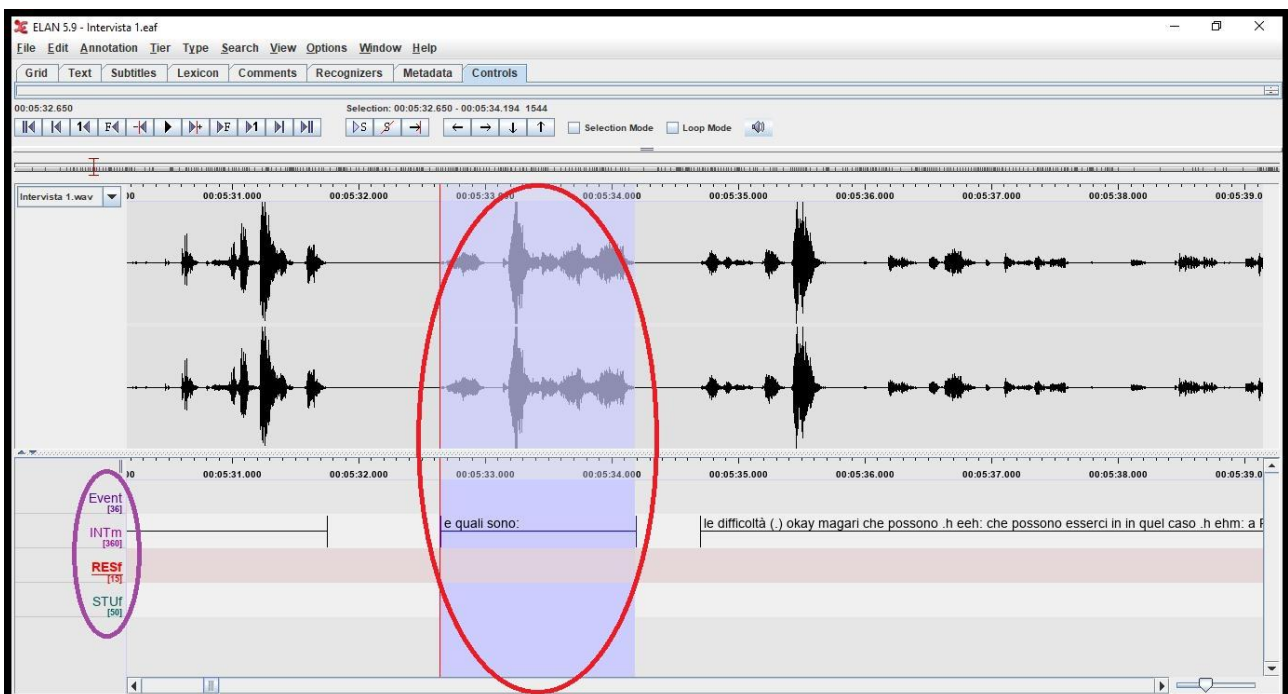 ELAN 5.9 - Intervista 1.eaf
File Edit Annotation Tier Type Search View Options Window Help
Grid Text Subtitles Lexicon Comments Recognizers Metadata Controls
00:05:32.650 Selection: 00:05:32.650 - 00:05:34.194 1544
Selection Mode Loop Mode
Intervista 1.wav
00:05:31.000 00:05:32.000 00:05:34.000 00:05:35.000 00:05:36.000 00:05:37.000 00:05:38.000 00:05:39.0
00:05:31.000 00:05:32.000 00:05:33.000 00:05:34.000 00:05:35.000 00:05:36.000 00:05:37.000 00:05:38.000 00:05:39.0
Event
[36]
INTm e quali sono: le difficoltà (.) okay magari che possono .h eeh: che possono esserci in in quel caso .h ehm: a
[360]
RESf
[15]
STUf
[50]